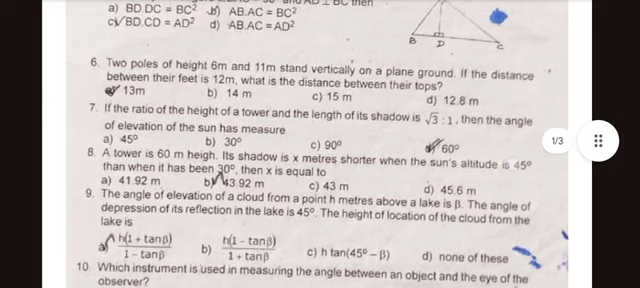 and AD ⊥ BC then
a) BD.DC = BC² b) AB.AC = BC²
c) BD.CD = AD² d) AB.AC = AD²
B D C
6. Two poles of height 6m and 11m stand vertically on a plane ground. If the distance
between their feet is 12m, what is the distance between their tops?
a) 13m b) 14 m c) 15 m d) 12.8 m
7. If the ratio of the height of a tower and the length of its shadow is √3 : 1, then the angle
of elevation of the sun has measure
a) 45° b) 30° c) 90° d) 60°
1/3
8. A tower is 60 m heigh. Its shadow is x metres shorter when the sun's altitude is 45°
than when it has been 30°, then x is equal to
a) 41.92 m b) 43.92 m c) 43 m d) 45.6 m
9. The angle of elevation of a cloud from a point h metres above a lake is β. The angle of
depression of its reflection in the lake is 45°. The height of location of the cloud from the
lake is
a) h(1 + tanβ)/1 - tanβ b) h(1 - tanβ)/1 + tanβ c) h tan(45° - β) d) none of these
10. Which instrument is used in measuring the angle between an object and the eye of the
observer?